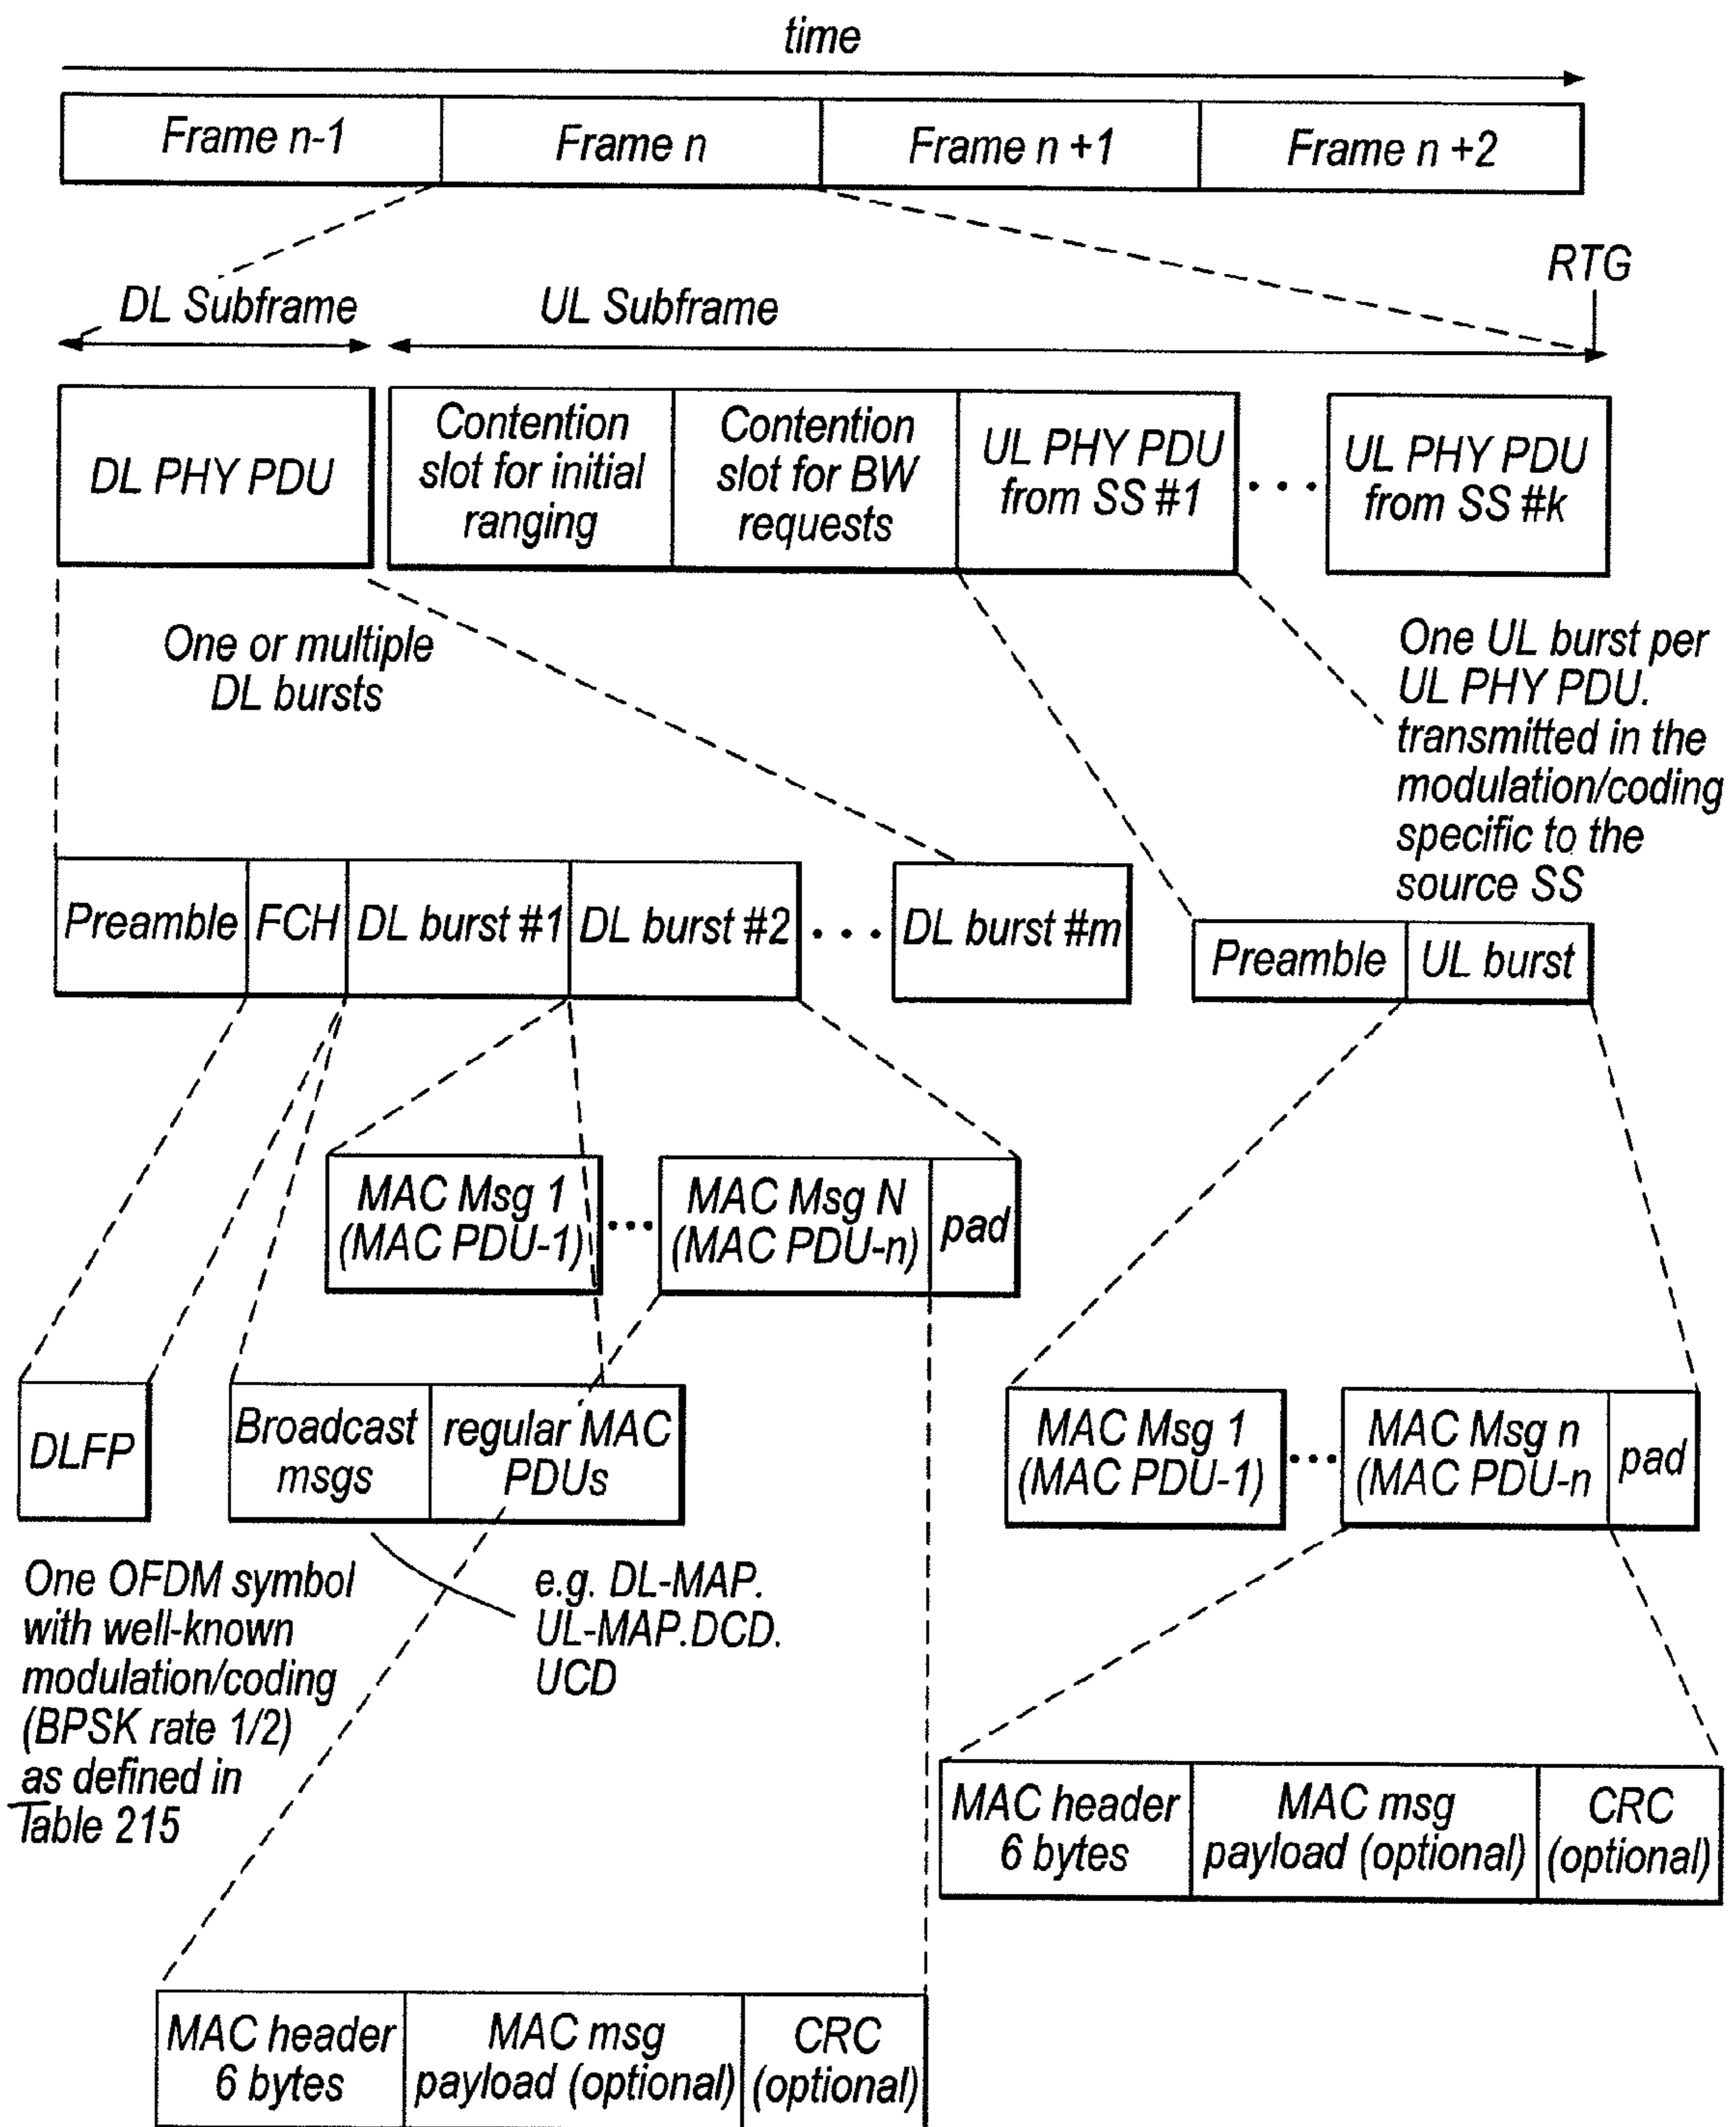 time
Frame n-1
Frame n
Frame n +1
Frame n +2
RTG
DL Subframe
UL Subframe
DL PHY PDU
Contention
slot for initial
ranging
Contention
slot for BW
requests
UL PHY PDU
from SS #1
• • •
UL PHY PDU
from SS #k
One or multiple
DL bursts
One UL burst per
UL PHY PDU.
transmitted in the
modulation/coding
specific to the
source SS
Preamble
FCH
DL burst #1
DL burst #2
• • •
DL burst #m
Preamble
UL burst
MAC Msg 1
(MAC PDU-1)
•••
MAC Msg N
(MAC PDU-n)
pad
DLFP
Broadcast
msgs
regular MAC
PDUs
MAC Msg 1
(MAC PDU-1)
•••
MAC Msg n
(MAC PDU-n
pad
One OFDM symbol
with well-known
modulation/coding
(BPSK rate 1/2)
as defined in
Table 215
e.g. DL-MAP.
UL-MAP.DCD.
UCD
MAC header
6 bytes
MAC msg
payload (optional)
CRC
(optional)
MAC header
6 bytes
MAC msg
payload (optional)
CRC
(optional)